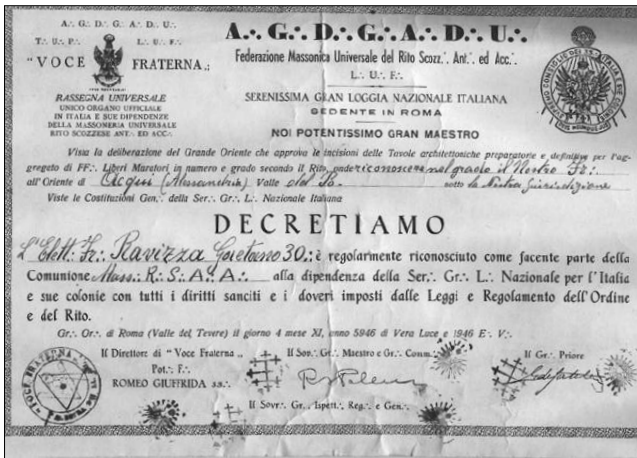 A∴ G∴ D∴ G∴ A∴ D∴ U∴
T∴ U∴ P∴ L∴ U∴ F∴
"VOCE FRATERNA∴
RASSEGNA UNIVERSALE
UNICO ORGANO UFFICIALE
IN ITALIA E SUE DIPENDENZE
DELLA MASSONERIA UNIVERSALE
RITO SCOZZESE ANT∴ ED ACC∴
A∴ G∴ D∴ G∴ A∴ D∴ U∴
Federazione Massonica Universale del Rito Scozz∴ Ant∴ ed Acc∴
L∴ U∴ F∴
SERENISSIMA GRAN LOGGIA NAZIONALE ITALIANA
SEDENTE IN ROMA
NOI POTENTISSIMO GRAN MAESTRO
Visa la deliberazione del Grande Oriente che approva le incisioni delle Tavole architettoniche preparatorie e definitive per l'ag-
gregato di FF∴ Liberi Muratori in numero e grado secondo il Rito, onde riconoscere nel grado il Nostro Fr∴
all'Oriente di Acqui (Alessandria) Valle del Po sotto la Nostra Giurisdizione
Viste le Costituzioni Gen∴ della Ser∴ Gr∴ L∴ Nazionale Italiana
DECRETIAMO
L'Elett∴ Fr∴ Ravizza Gaetano 30∴ è regolarmente riconosciuto come facente parte della
Comunione Mass∴ R∴ S∴ A∴ A∴ alla dipendenza della Ser∴ Gr∴ L∴ Nazionale per l'Italia
e sue colonie con tutti i diritti sanciti e i doveri imposti dalle Leggi e Regolamento dell'Ordine
e del Rito.
Gr∴ Or∴ di Roma (Valle del Tevere) il giorno 4 mese XI, anno 5946 di Vera Luce e 1946 E∴ V∴
Il Direttore di "Voce Fraterna"
Pot∴ F∴
ROMEO GIUFFRIDA 33∴
Il Sov∴ Gr∴ Maestro e Gr∴ Comm∴
Il Gr∴ Priore
Il Sovr∴ Gr∴ Ispett∴ Reg∴ e Gen∴
VOCE FRATERNA